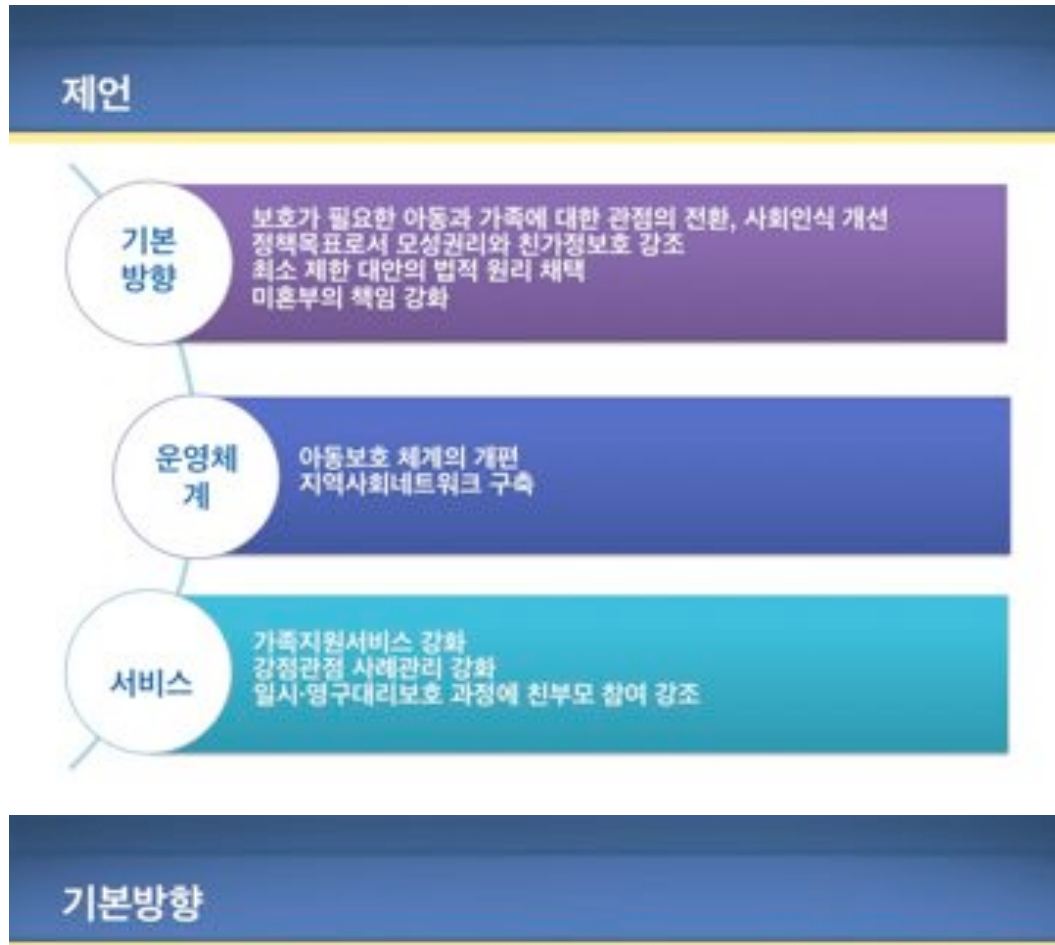 제언
기본
방향
보호가 필요한 아동과 가족에 대한 관점의 전환, 사회인식 개선
정책목표로서 모성권리와 친가정보호 강조
최소 제한 대안의 법적 원리 채택
미혼부의 책임 강화
운영체
계
아동보호 체계의 개편
지역사회네트워크 구축
서비스
가족지원서비스 강화
강점관점 사례관리 강화
일시·영구대리보호 과정에 친부모 참여 강조
기본방향